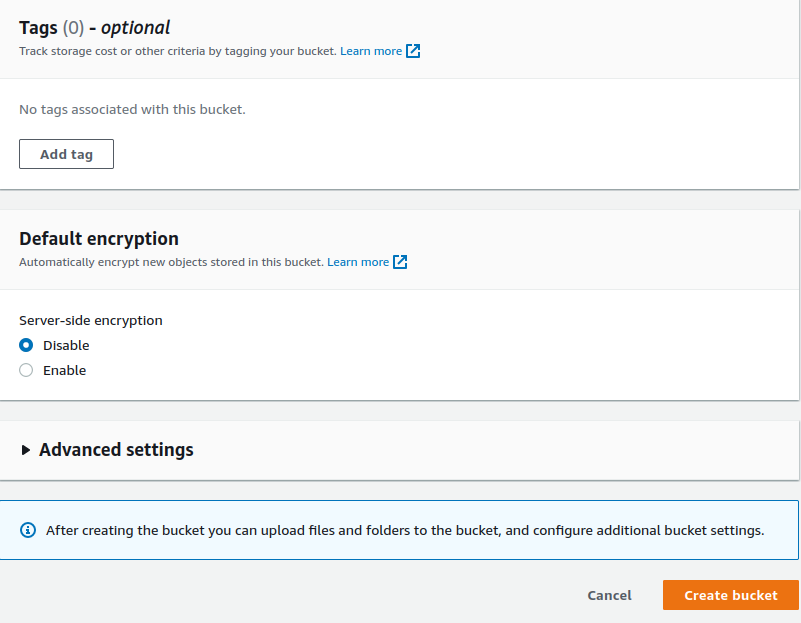 Tags (0) - optional
Track storage cost or other criteria by tagging your bucket. Learn more
No tags associated with this bucket.
Add tag
Default encryption
Automatically encrypt new objects stored in this bucket. Learn more
Server-side encryption
Disable
Enable
Advanced settings
After creating the bucket you can upload files and folders to the bucket, and configure additional bucket settings.
Cancel Create bucket